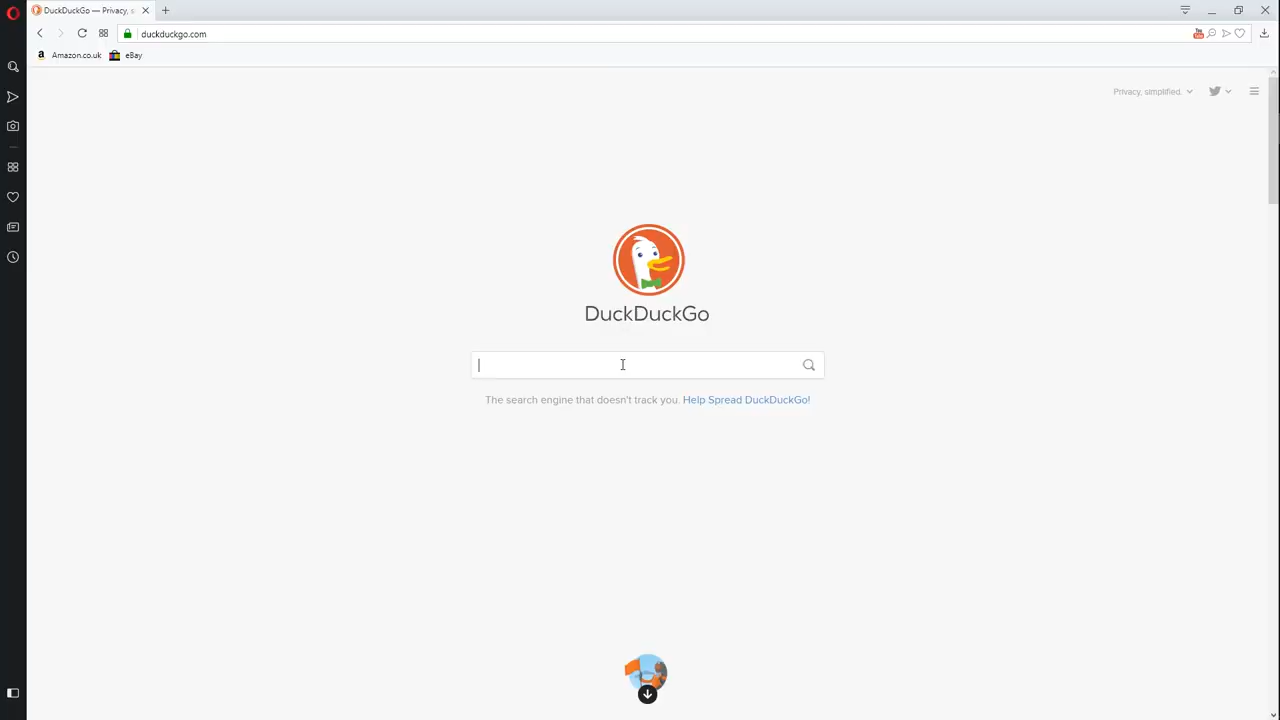 DuckDuckGo — Privacy, s
duckduckgo.com
You
Amazon.co.uk
eBay
Privacy, simplified.
DuckDuckGo
The search engine that doesn't track you. Help Spread DuckDuckGo!